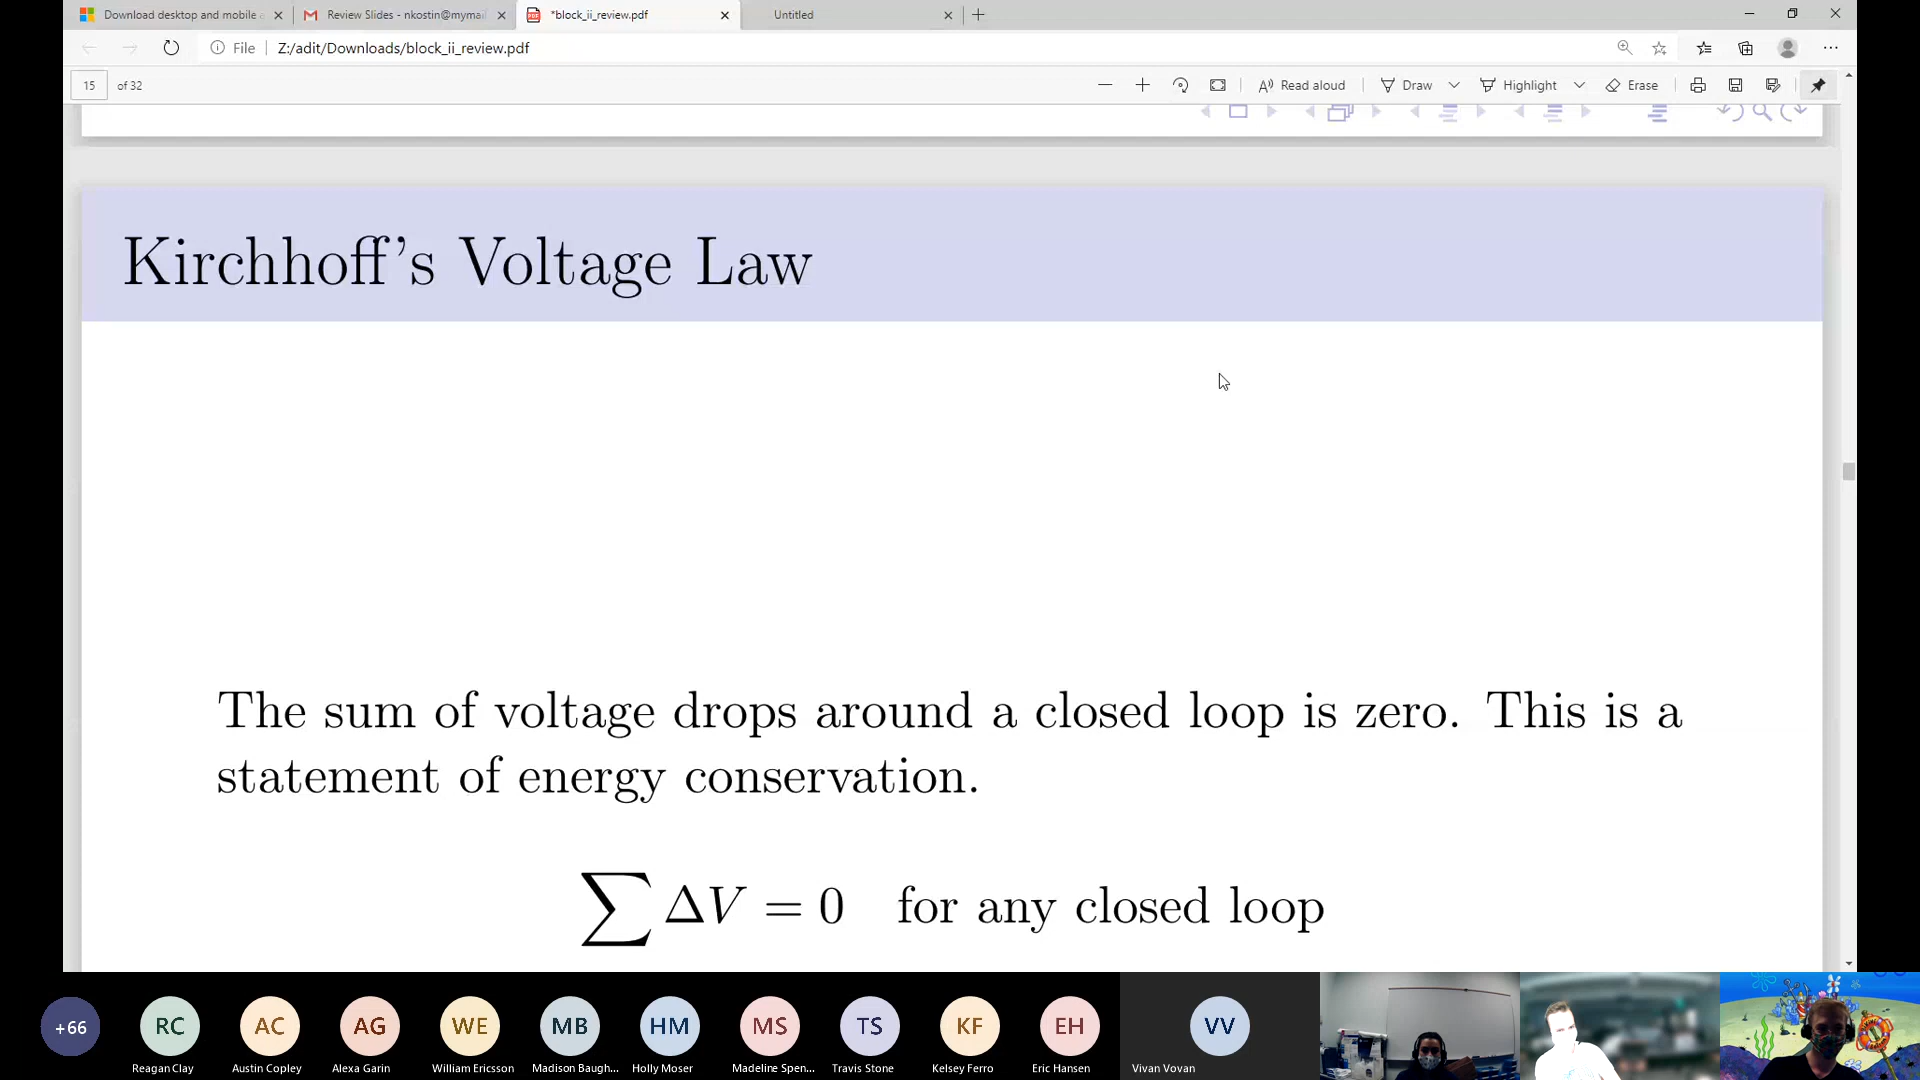 Download desktop and mobile a
Review Slides - nkostin@mymail
*block_ii_review.pdf
Untitled
File
Z:/adit/Downloads/block_ii_review.pdf
15
of 32
Read aloud
Draw
Highlight
Erase
Kirchhoff's Voltage Law
The sum of voltage drops around a closed loop is zero. This is a
statement of energy conservation.
∑ ΔV = 0 for any closed loop
+66
RC
AC
AG
WE
MB
HM
MS
TS
KF
EH
VV
Reagan Clay
Austin Copley
Alexa Garin
William Ericsson
Madison Baugh...
Holly Moser
Madeline Spen...
Travis Stone
Kelsey Ferro
Eric Hansen
Vivan Vovan